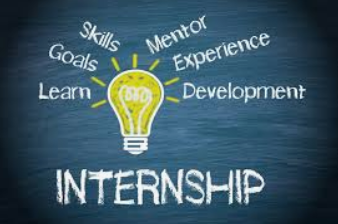 Skills
Mentor
Goals
Experience
Learn
Development
INTERNSHIP